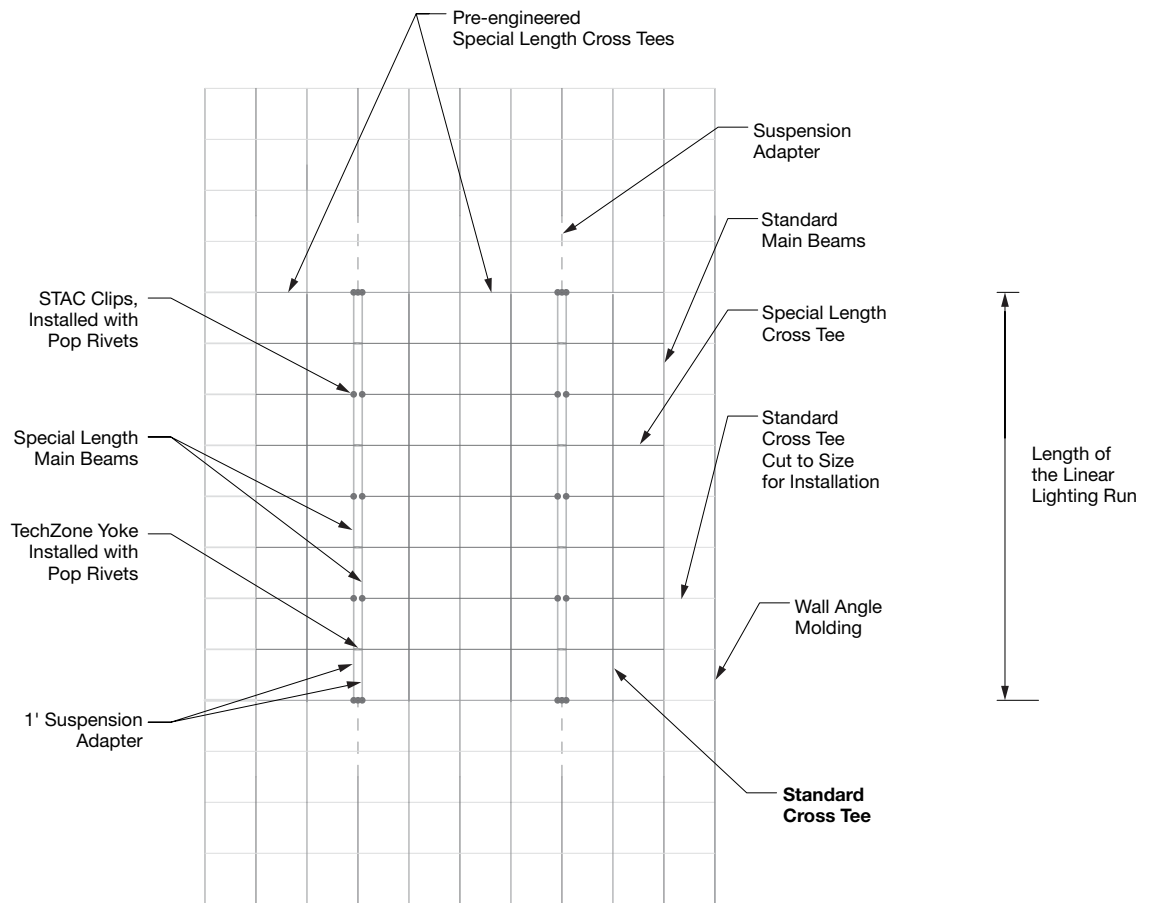 Pre-engineered
Special Length Cross Tees
Suspension
Adapter
Standard
Main Beams
STAC Clips,
Installed with
Pop Rivets
Special Length
Cross Tee
Standard
Cross Tee
Cut to Size
for Installation
Special Length
Main Beams
Length of
the Linear
Lighting Run
TechZone Yoke
Installed with
Pop Rivets
Wall Angle
Molding
1' Suspension
Adapter
Standard
Cross Tee